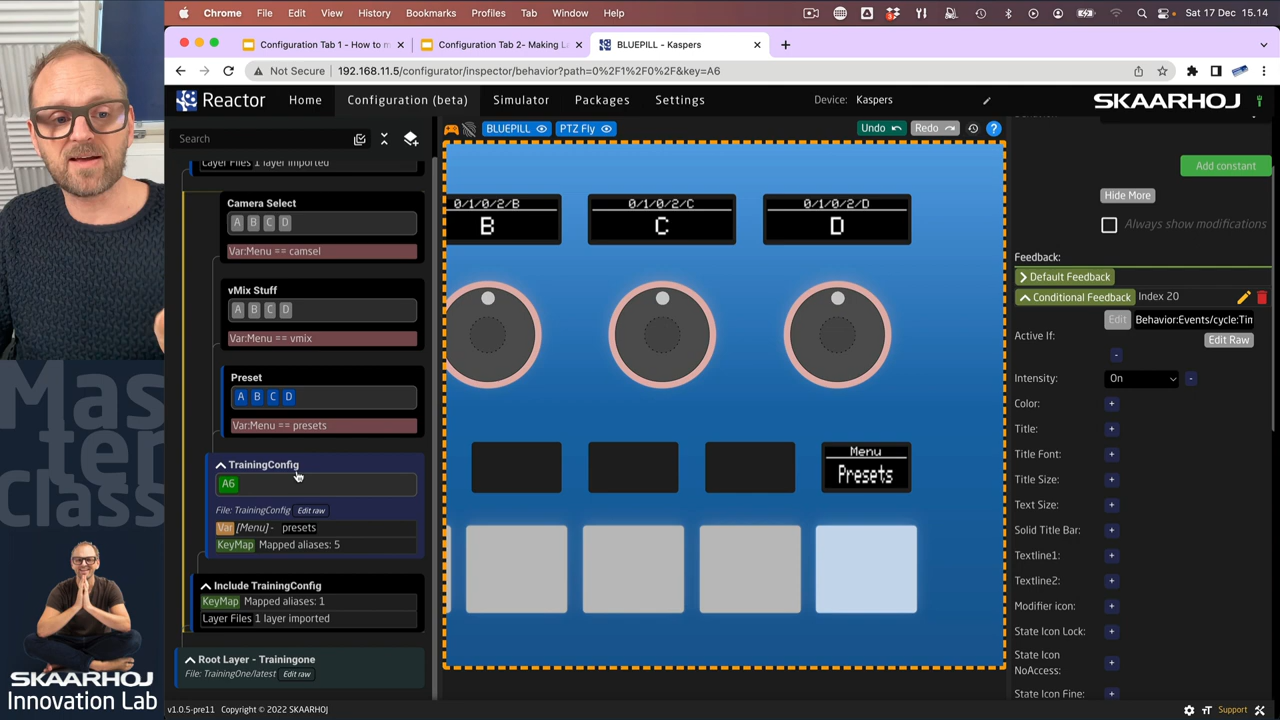 Chrome File Edit View History Bookmarks Profiles Tab Window Help Sat 17 Dec 15.14
Configuration Tab 1 - How to m Configuration Tab 2- Making L BLUEPILL - Kaspers
Not Secure 192.168.11.5/configurator/inspector/behavior?path=0%2F1%2F0%2F&key=A6
Reactor Home Configuration (beta) Simulator Packages Settings Device: Kaspers SKAARHOJ
Search
BLUEPILL PTZ Fly Undo Redo ?
Layer Files 1 layer imported
Camera Select
A B C D
Var:Menu == camsel
vMix Stuff
A B C D
Var:Menu == vmix
Preset
A B C D
Var:Menu == presets
TrainingConfig
A6
File: TrainingConfig Edit raw
Var [Menu] - presets
KeyMap Mapped aliases: 5
Include TrainingConfig
KeyMap Mapped aliases: 1
Layer Files 1 layer imported
Root Layer - Trainingone
File: TrainingOne/latest Edit raw
0/1/0/2/B 0/1/0/2/C 0/1/0/2/D
B C D
Menu
Presets
Add constant
Hide More
Always show modifications
Feedback:
Default Feedback
Conditional Feedback Index 20
Active If: Edit Behavior:Events/cycle:Tin
Edit Raw
-
Intensity: On -
Color: +
Title: +
Title Font: +
Title Size: +
Text Size: +
Solid Title Bar: +
Textline1: +
Textline2: +
Modifier icon: +
State Icon Lock: +
State Icon
NoAccess: +
State Icon Fine: +
Master
Class
SKAARHOJ
Innovation Lab
v1.0.5-pre11 Copyright © 2022 SKAARHOJ Support